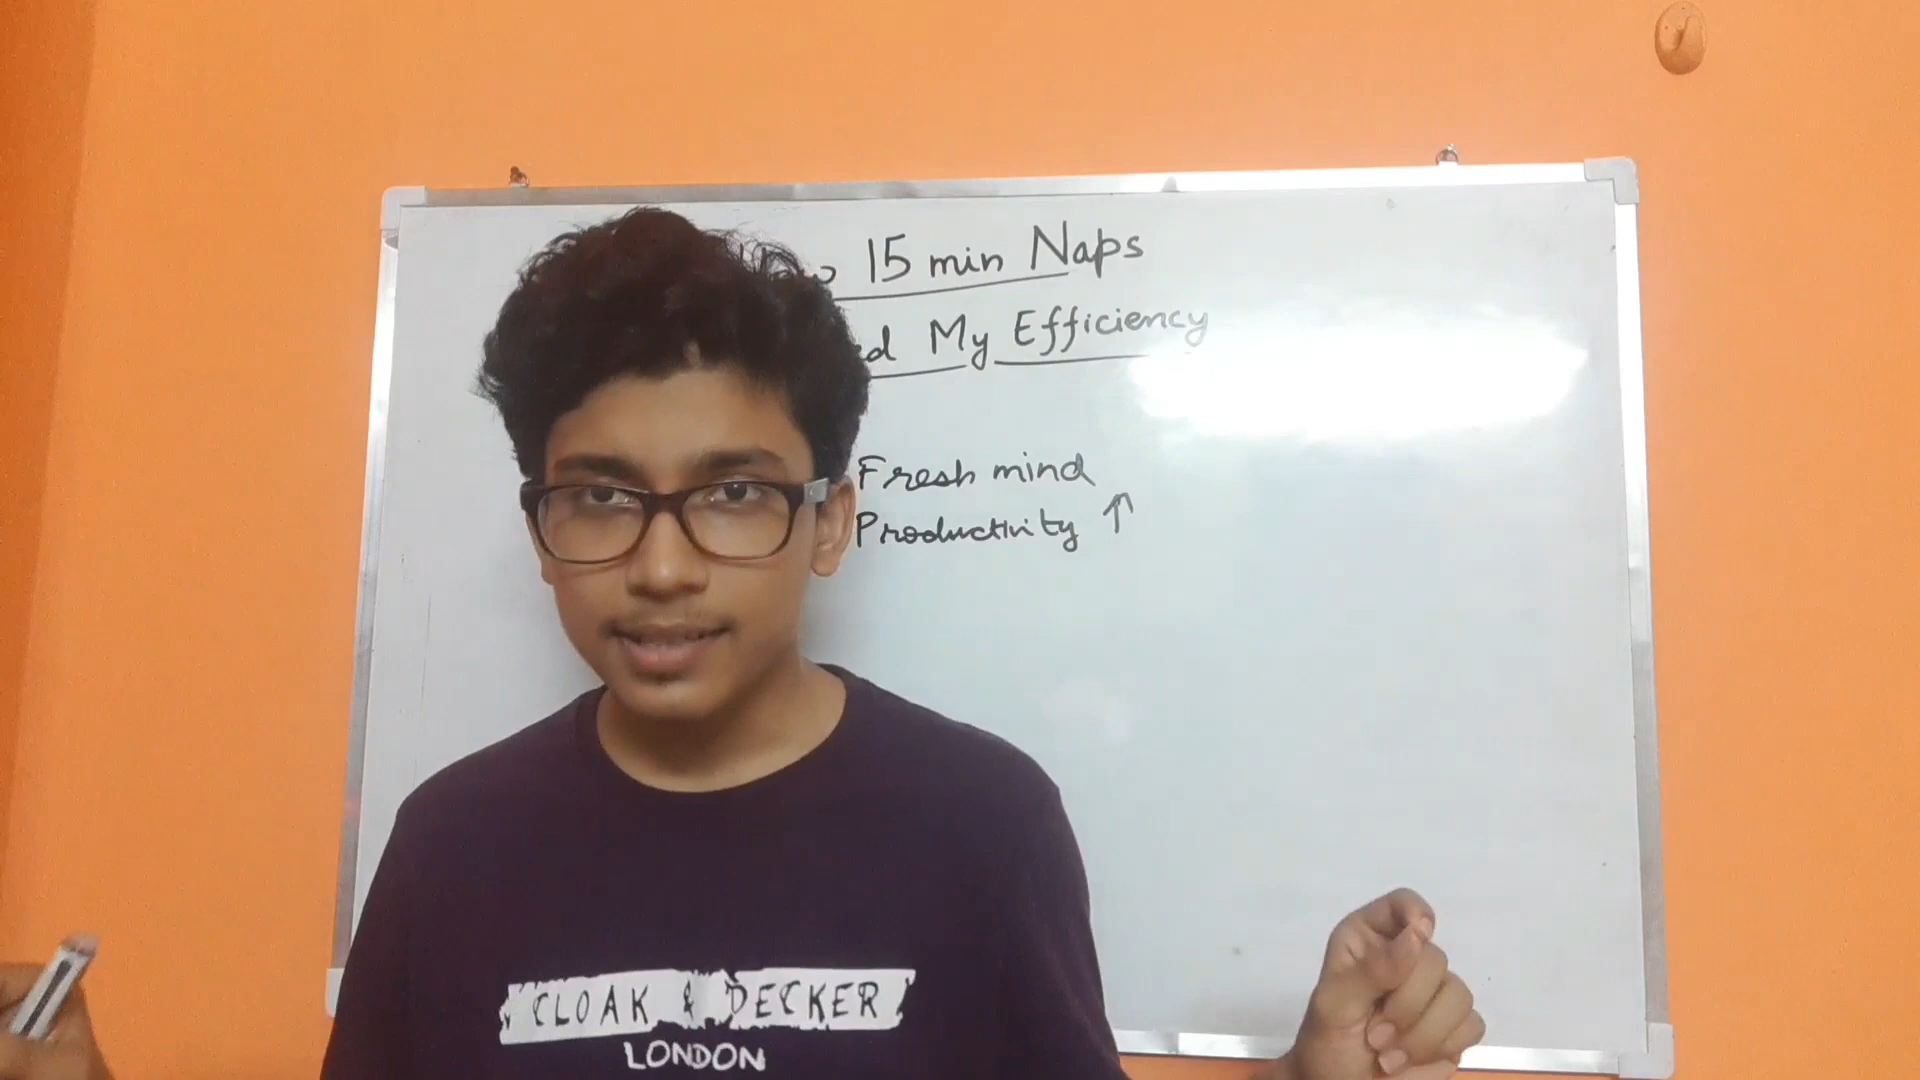 15 min Naps
My Efficiency
Fresh mind
Productivity ↑
CLOAK & DECKER
LONDON